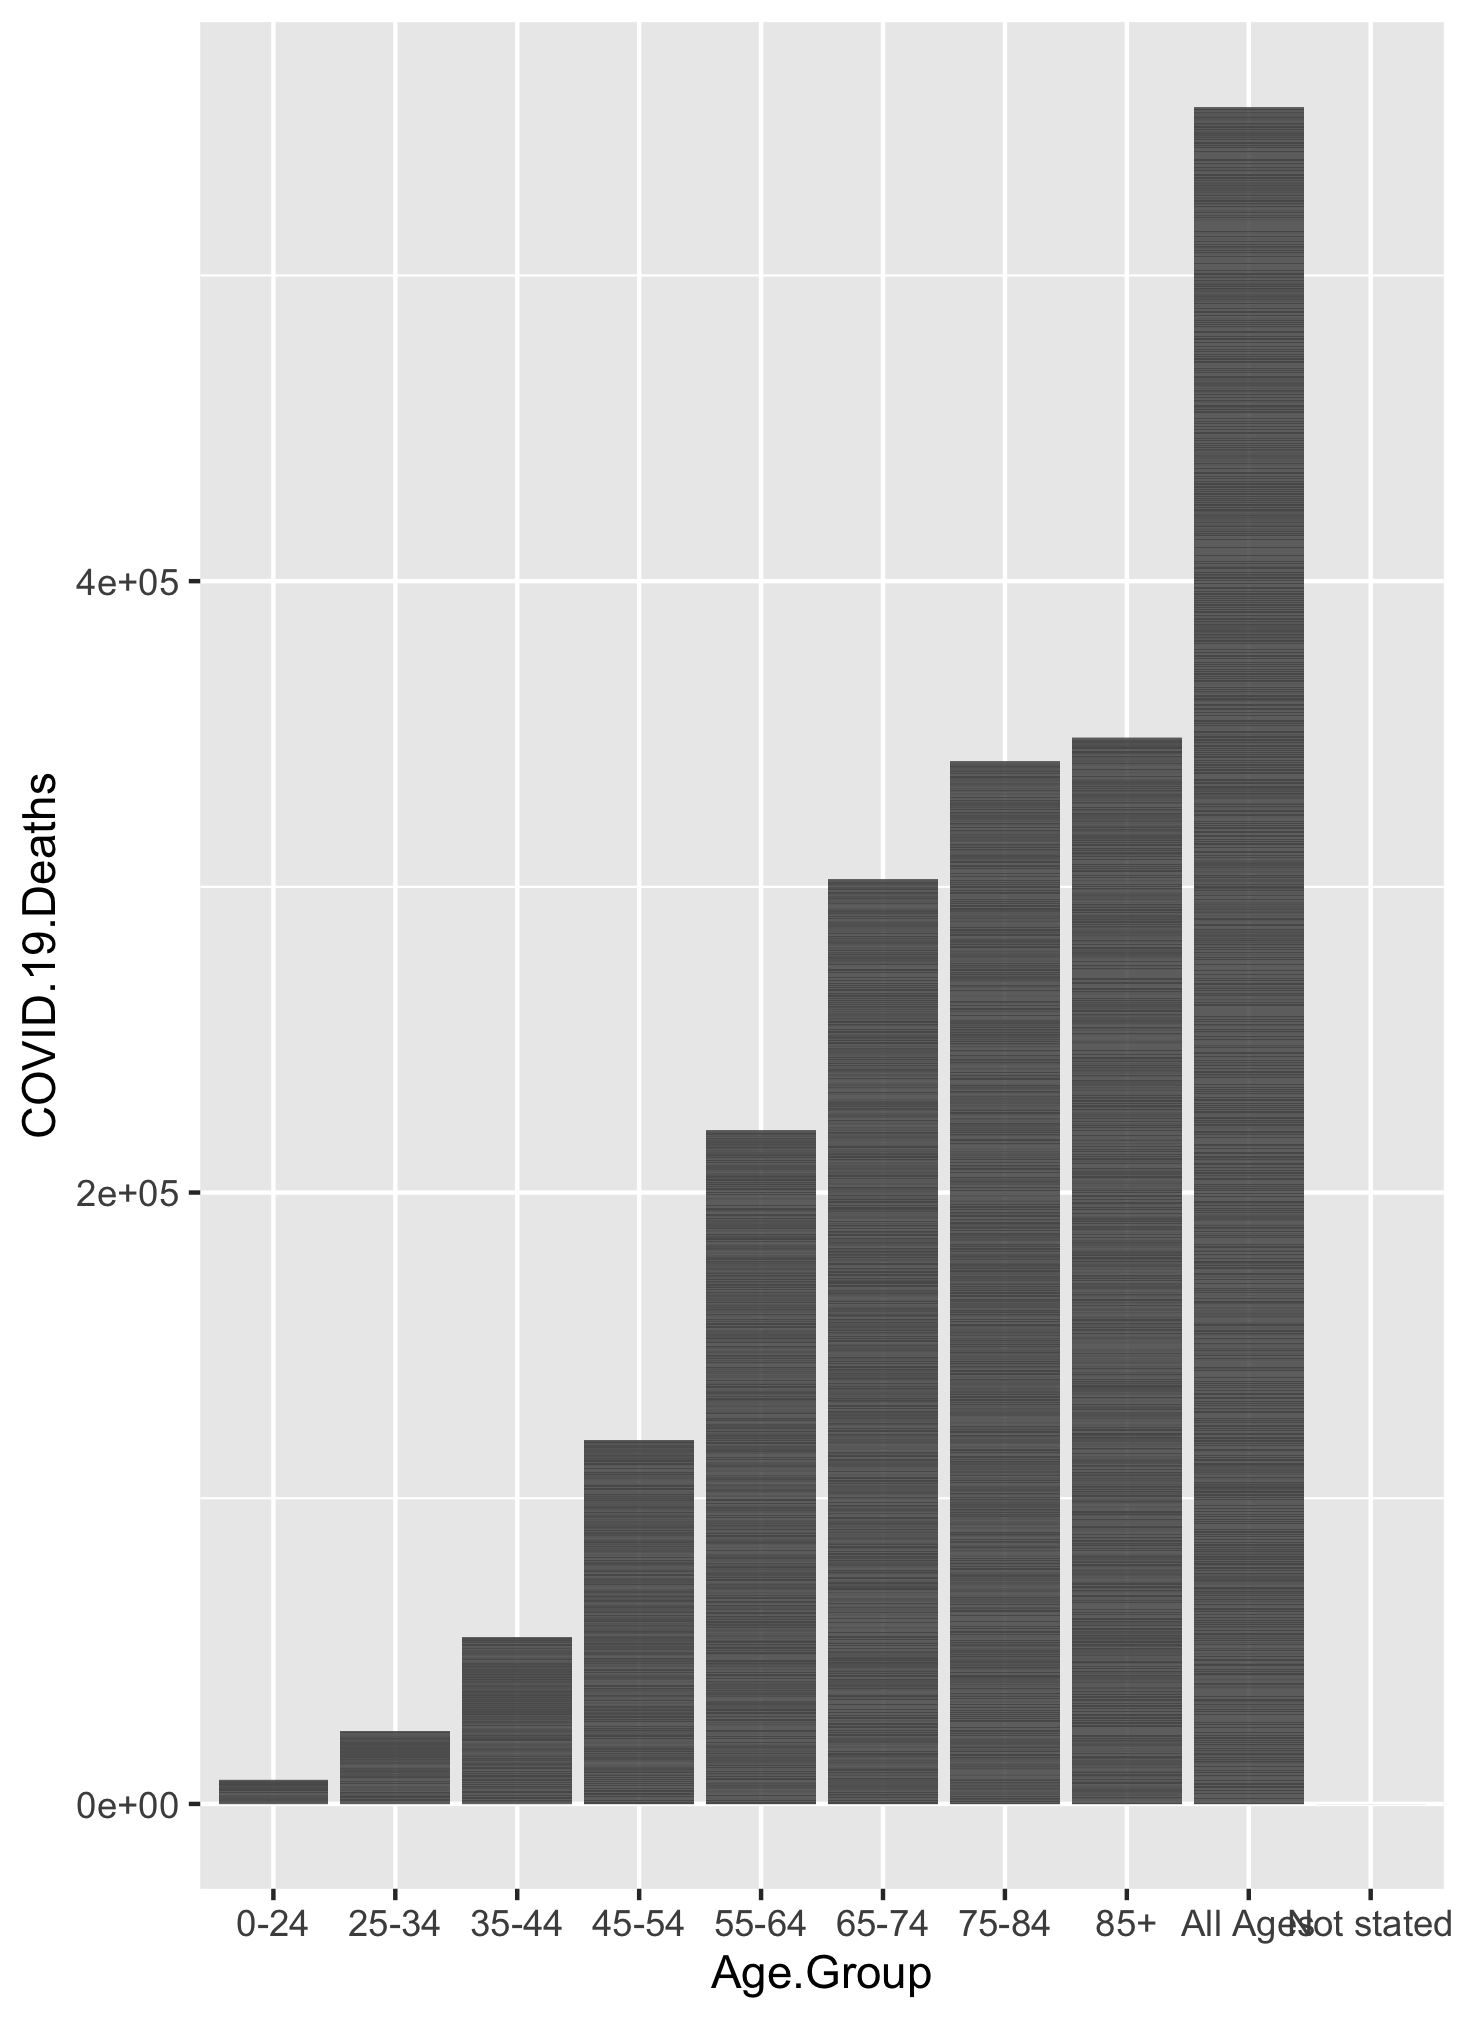 COVID.19.Deaths
4e+05
2e+05
0e+00
0-24 25-34 35-44 45-54 55-64 65-74 75-84 85+ All Ages Not stated
Age.Group